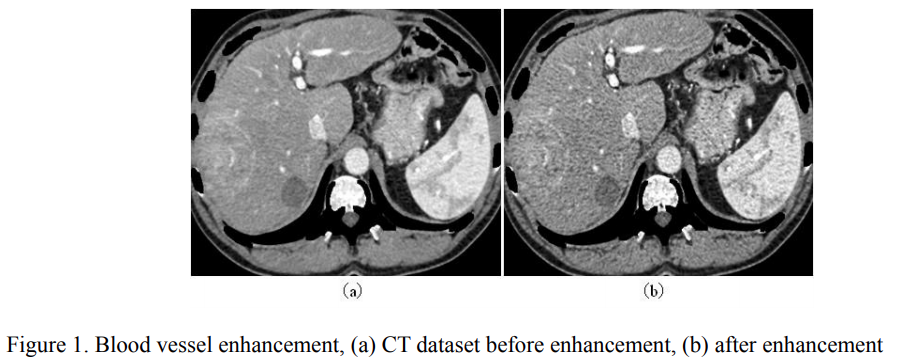 (a)
(b)
Figure 1. Blood vessel enhancement, (a) CT dataset before enhancement, (b) after enhancement